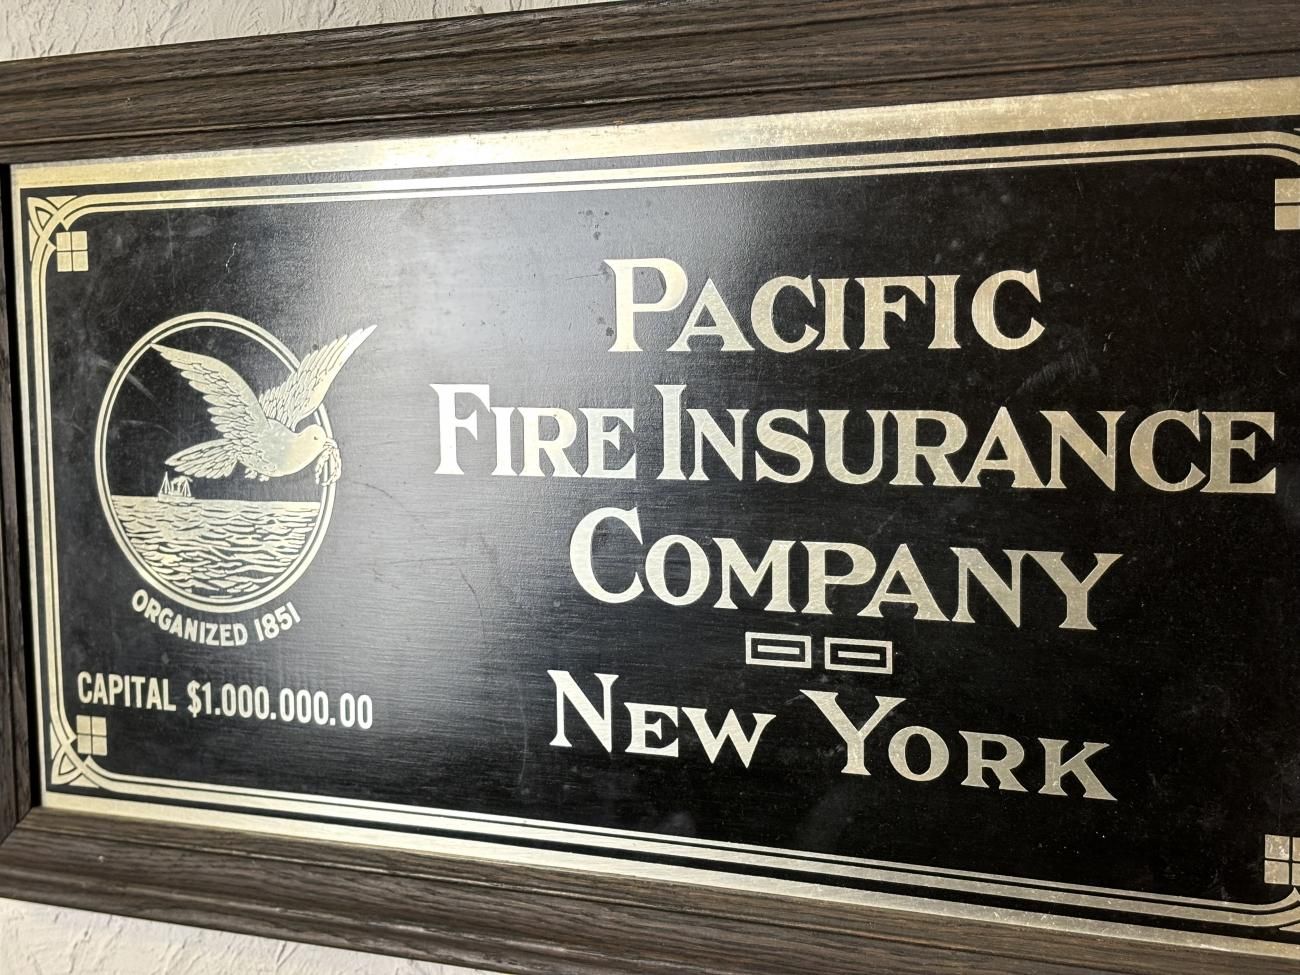 PACIFIC
FIRE INSURANCE
COMPANY
NEW YORK
ORGANIZED 1851
CAPITAL $1.000.000.00